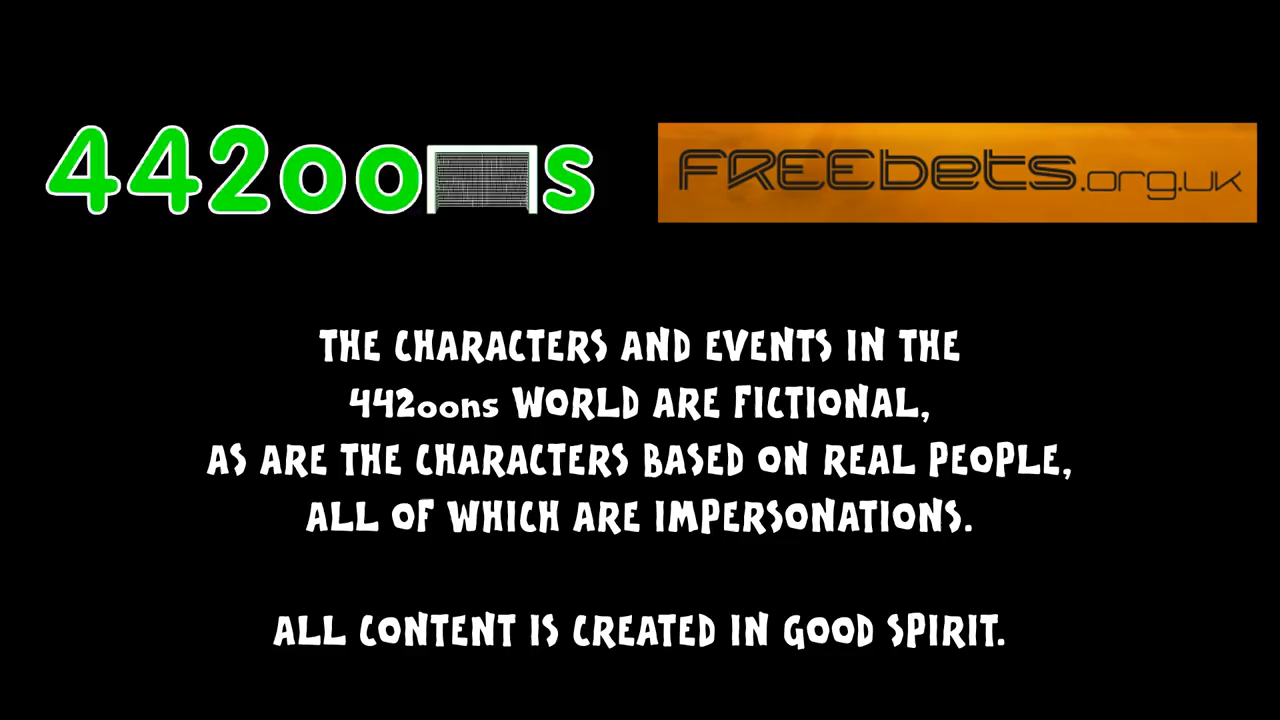 442oons
FREEbets.org.uk
THE CHARACTERS AND EVENTS IN THE
442oons WORLD ARE FICTIONAL,
AS ARE THE CHARACTERS BASED ON REAL PEOPLE,
ALL OF WHICH ARE IMPERSONATIONS.
ALL CONTENT IS CREATED IN GOOD SPIRIT.